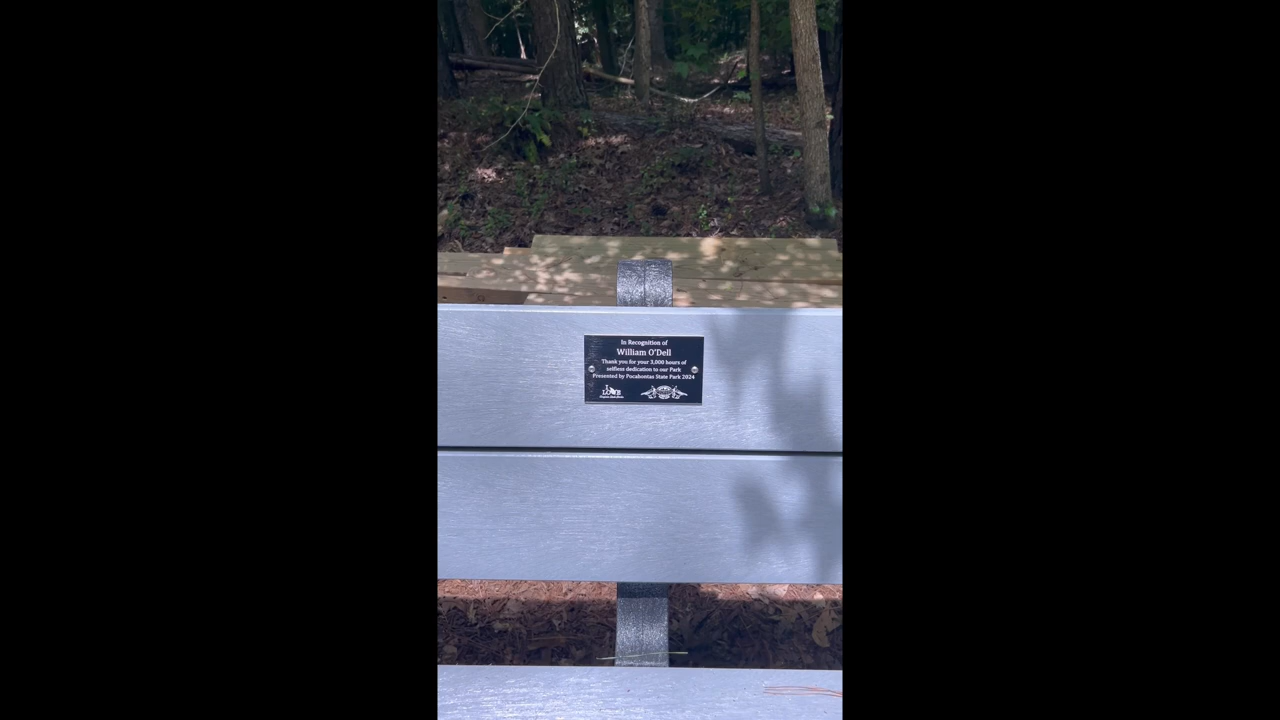 In Recognition of
William O'Dell
Thank you for your 3,000 hours of
selfless dedication to our Park
Presented by Pocahontas State Park 2024
LOVE